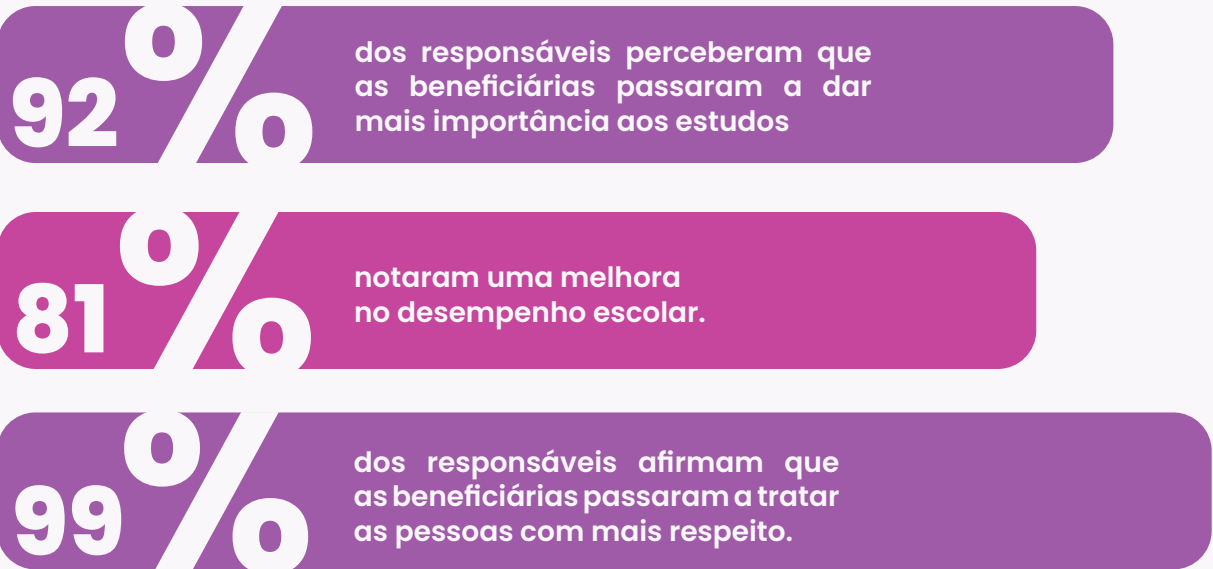 92%
dos responsáveis perceberam que
as beneficiárias passaram a dar
mais importância aos estudos
81%
notaram uma melhora
no desempenho escolar.
99%
dos responsáveis afirmam que
as beneficiárias passaram a tratar
as pessoas com mais respeito.